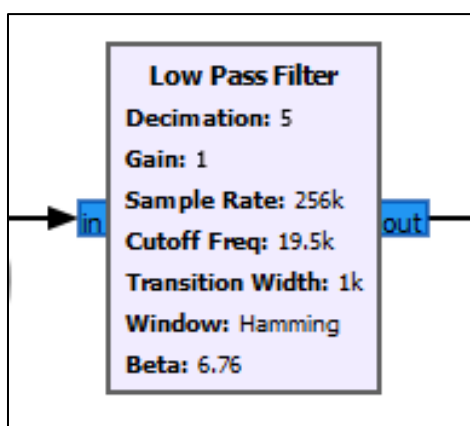 Low Pass Filter
Decimation: 5
Gain: 1
Sample Rate: 256k
in
out
Cutoff Freq: 19.5k
Transition Width: 1k
Window: Hamming
Beta: 6.76